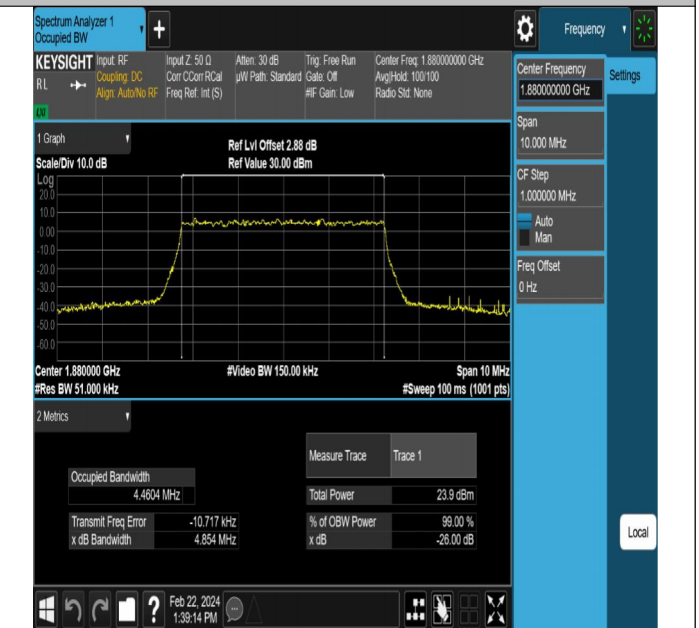 Spectrum Analyzer 1
Occupied BW
Frequency
KEYSIGHT
RL
Input: RF
Coupling: DC
Align: Auto/No RF
Input Z: 50 Ω
Corr CCorr RCal
Freq Ref: Int (S)
Atten: 30 dB
µW Path: Standard
Trig: Free Run
Gate: Off
#IF Gain: Low
Center Freq: 1.880000000 GHz
Avg|Hold: 100/100
Radio Std: None
1 Graph
Scale/Div 10.0 dB
Ref Lvl Offset 2.88 dB
Ref Value 30.00 dBm
Log
20.0
10.0
0.00
-10.0
-20.0
-30.0
-40.0
-50.0
-60.0
Center 1.880000 GHz
#Video BW 150.00 kHz
Span 10 MHz
#Res BW 51.000 kHz
#Sweep 100 ms (1001 pts)
2 Metrics
Measure Trace
Trace 1
Occupied Bandwidth
4.4604 MHz
Total Power
23.9 dBm
Transmit Freq Error
-10.717 kHz
% of OBW Power
99.00 %
x dB Bandwidth
4.854 MHz
x dB
-26.00 dB
Feb 22, 2024
1:39:14 PM
Center Frequency
1.880000000 GHz
Settings
Span
10.000 MHz
CF Step
1.000000 MHz
Auto
Man
Freq Offset
0 Hz
Local